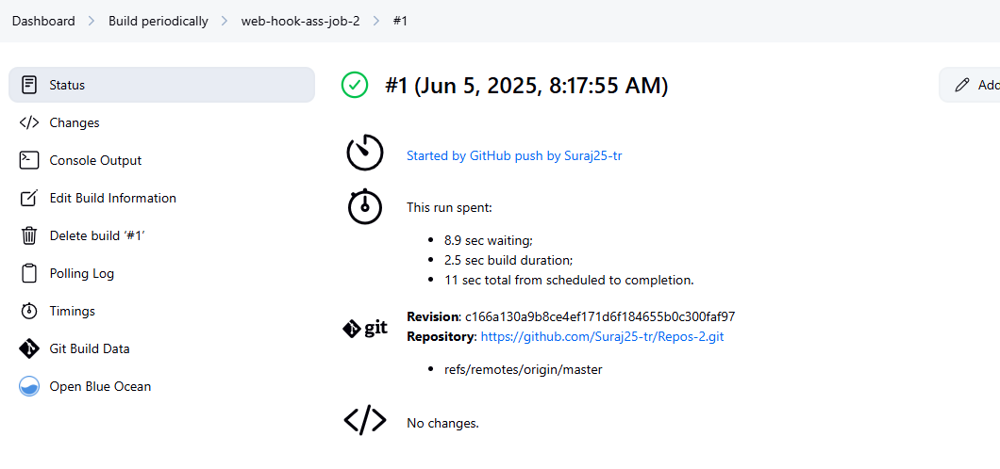 Dashboard > Build periodically > web-hook-ass-job-2 > #1
Status
Changes
Console Output
Edit Build Information
Delete build ‘#1’
Polling Log
Timings
Git Build Data
Open Blue Ocean
#1 (Jun 5, 2025, 8:17:55 AM)
Add
Started by GitHub push by Suraj25-tr
This run spent:
8.9 sec waiting;
2.5 sec build duration;
11 sec total from scheduled to completion.
git
Revision: c166a130a9b8ce4ef171d6f184655b0c300faf97
Repository: https://github.com/Suraj25-tr/Repos-2.git
refs/remotes/origin/master
No changes.